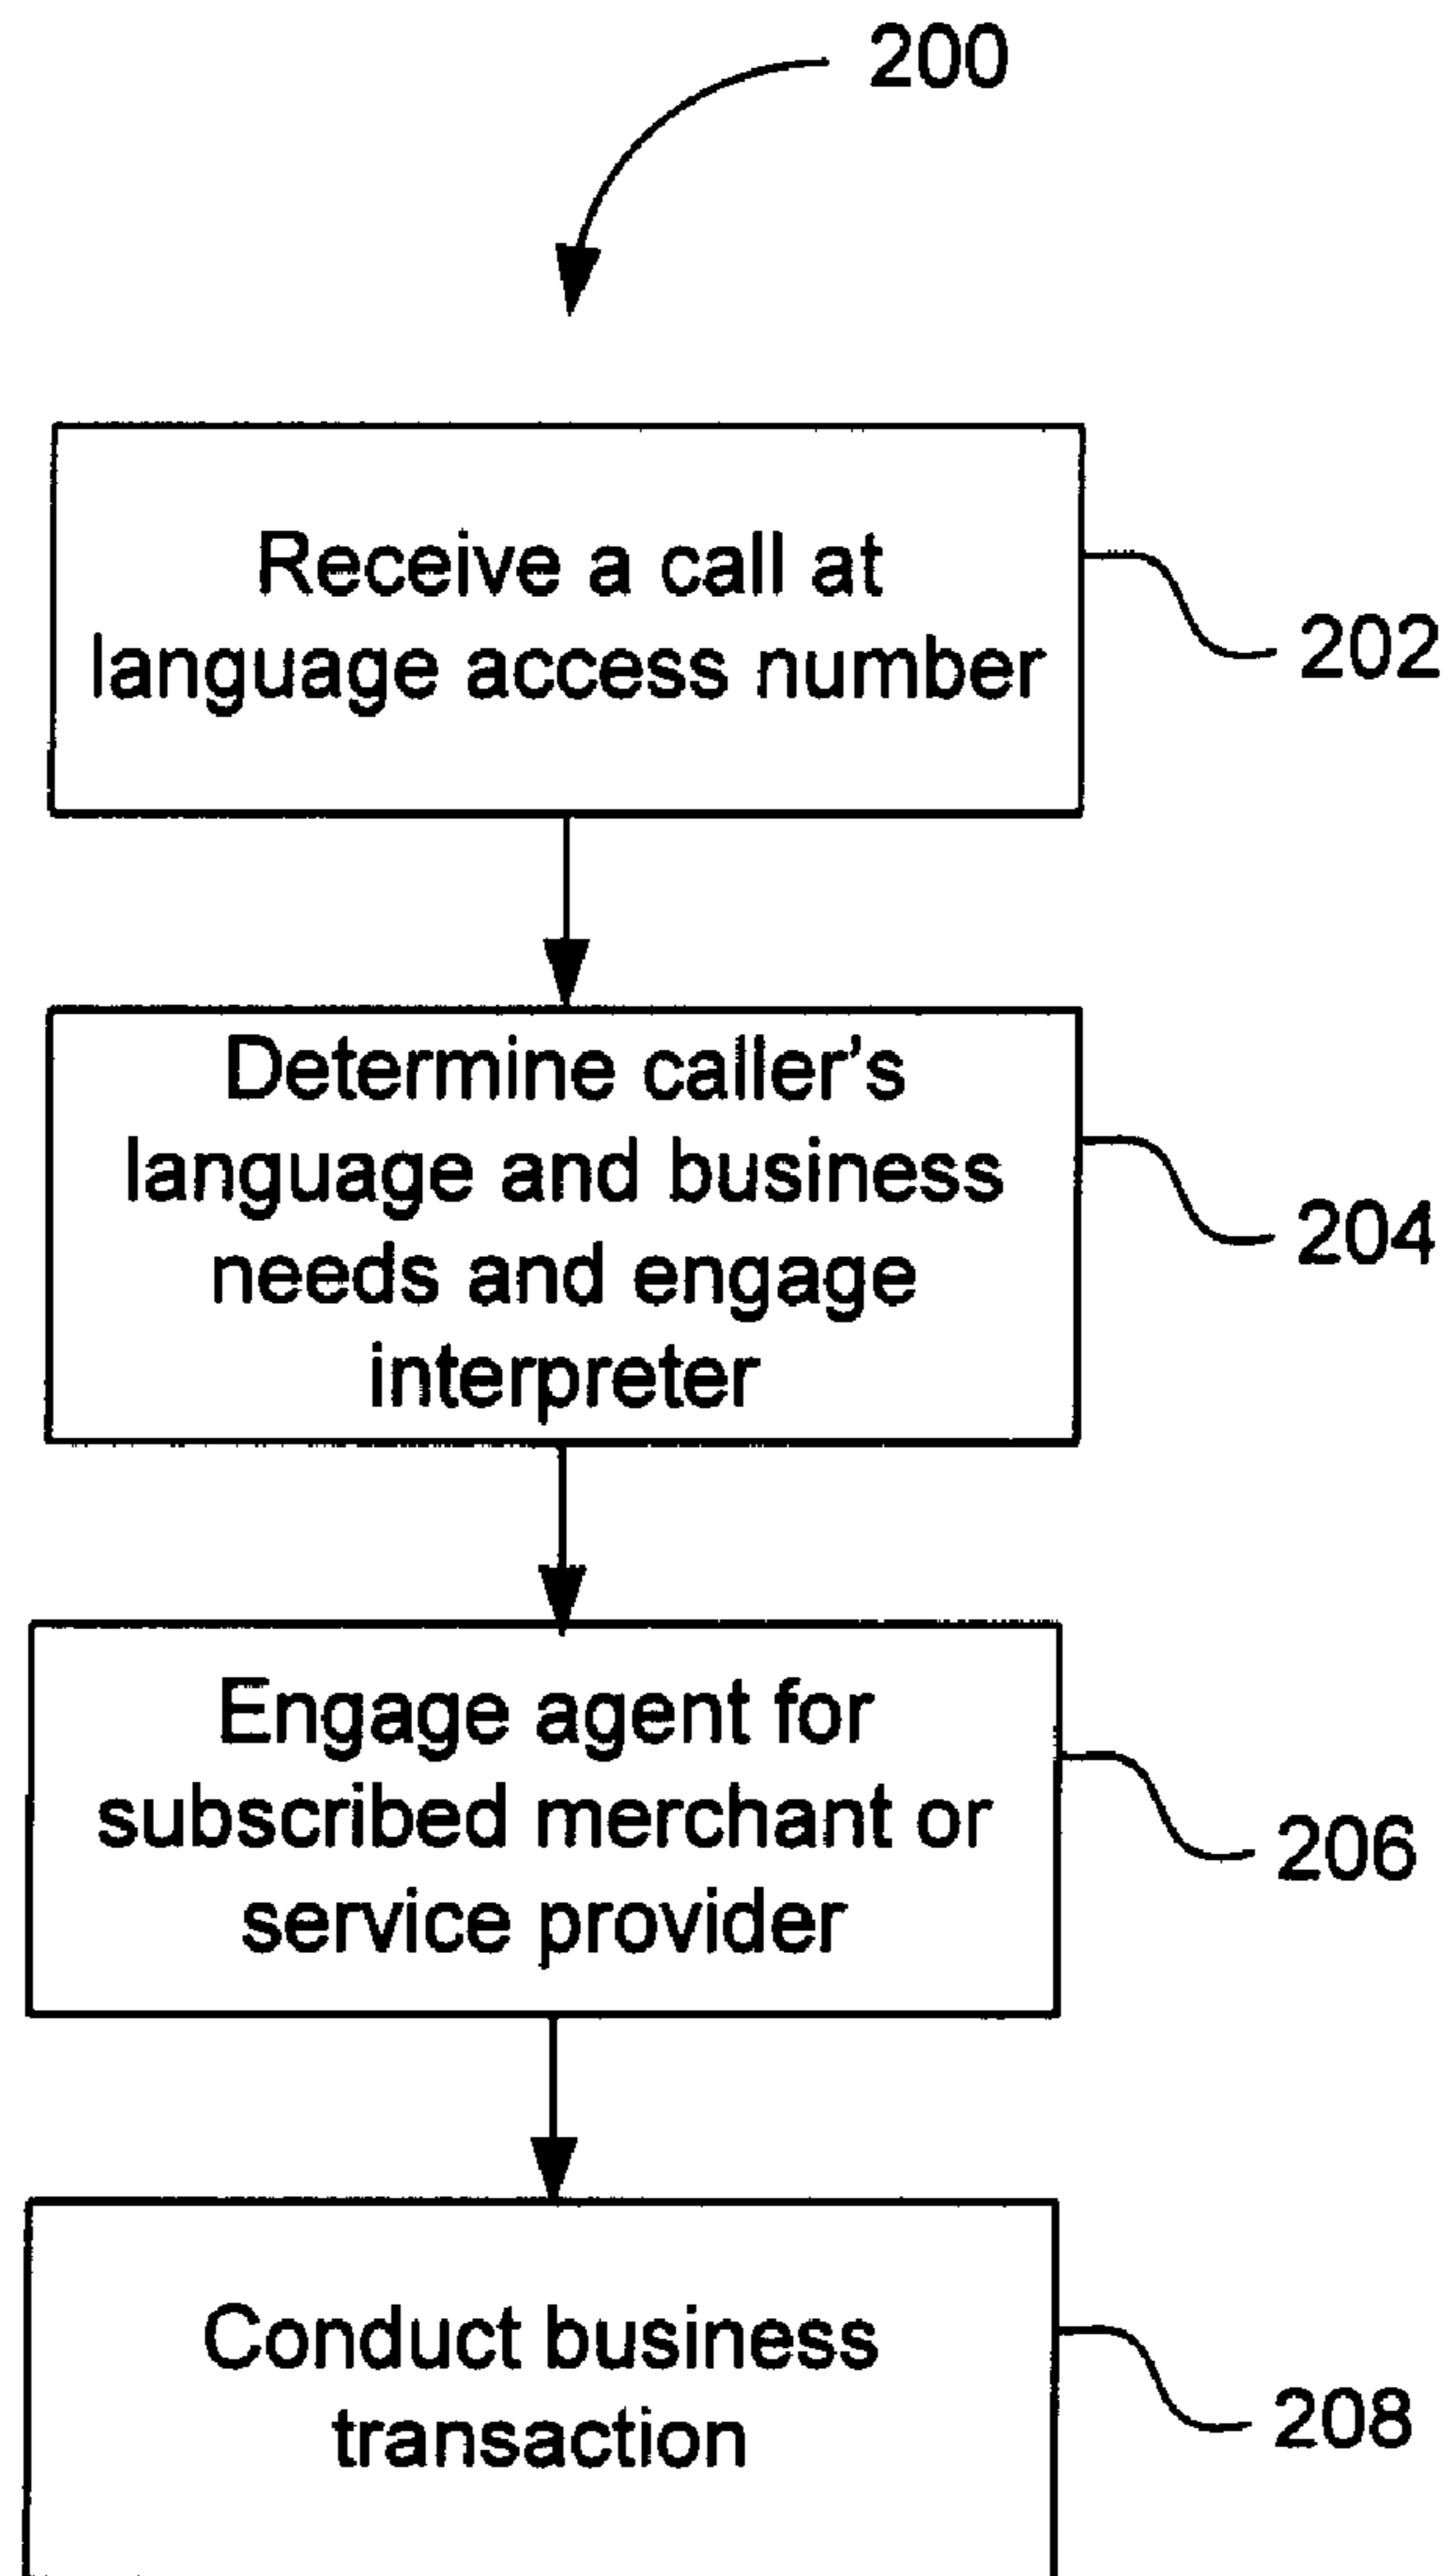 200
Receive a call at
language access number
202
Determine caller's
language and business
needs and engage
interpreter
204
Engage agent for
subscribed merchant or
service provider
206
Conduct business
transaction
208